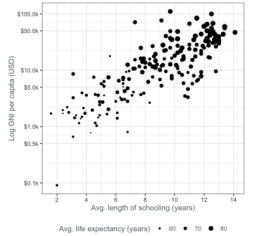 Log GNI per capita (USD)
$100.0k
$50.0k
$10.0k
$5.0k
$1.0k
$0.5k
$0.1k
2 4 6 8 10 12 14
Avg. length of schooling (years)
Avg. life expectancy (years) 60 70 80